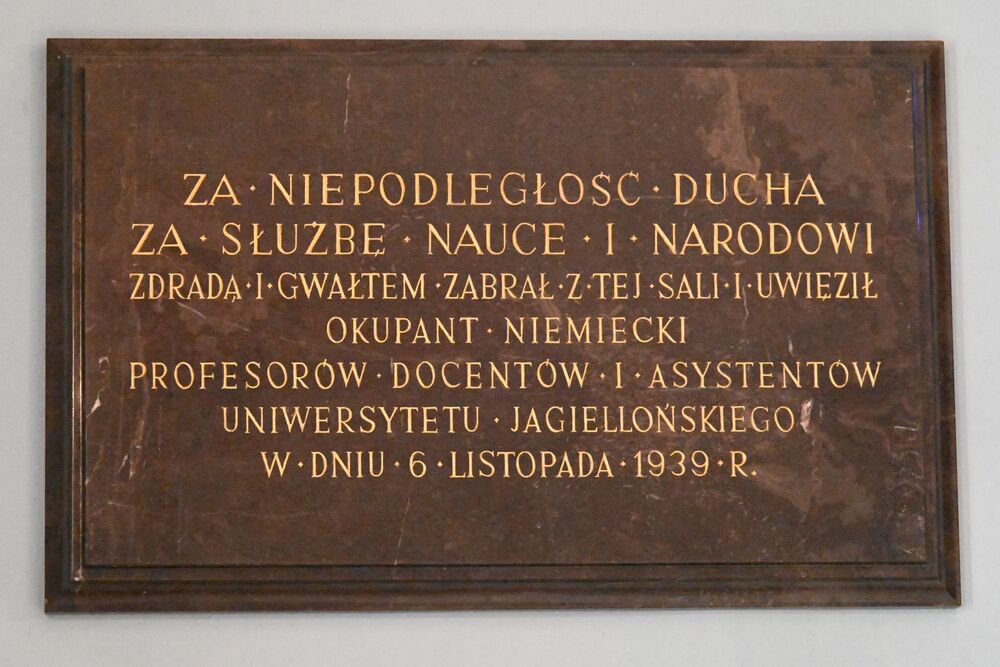 ZA · NIEPODLEGŁOŚĆ · DUCHA
ZA · SŁUŻBĘ · NAUCE · I · NARODOWI
ZDRADĄ · I · GWAŁTEM · ZABRAŁ · Z · TEJ · SALI · I · UWIĘZIŁ
OKUPANT · NIEMIECKI
PROFESORÓW · DOCENTÓW · I · ASYSTENTÓW
UNIWERSYTETU · JAGIELLOŃSKIEGO
W · DNIU · 6 · LISTOPADA · 1939 · R.